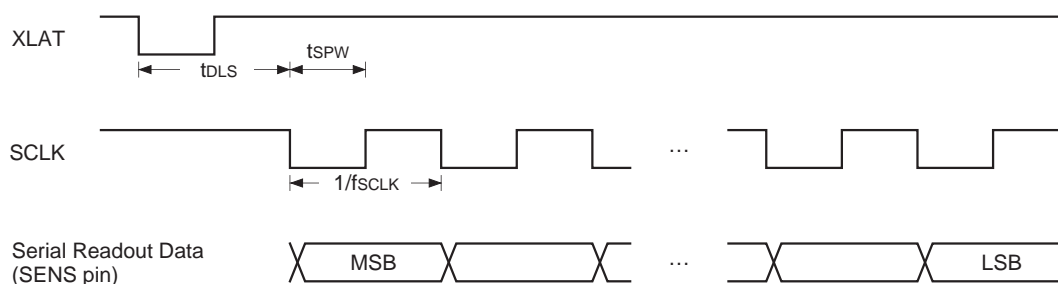 XLAT
tDLS
tSPW
SCLK
...
1/fSCLK
Serial Readout Data
(SENS pin)
MSB
...
LSB